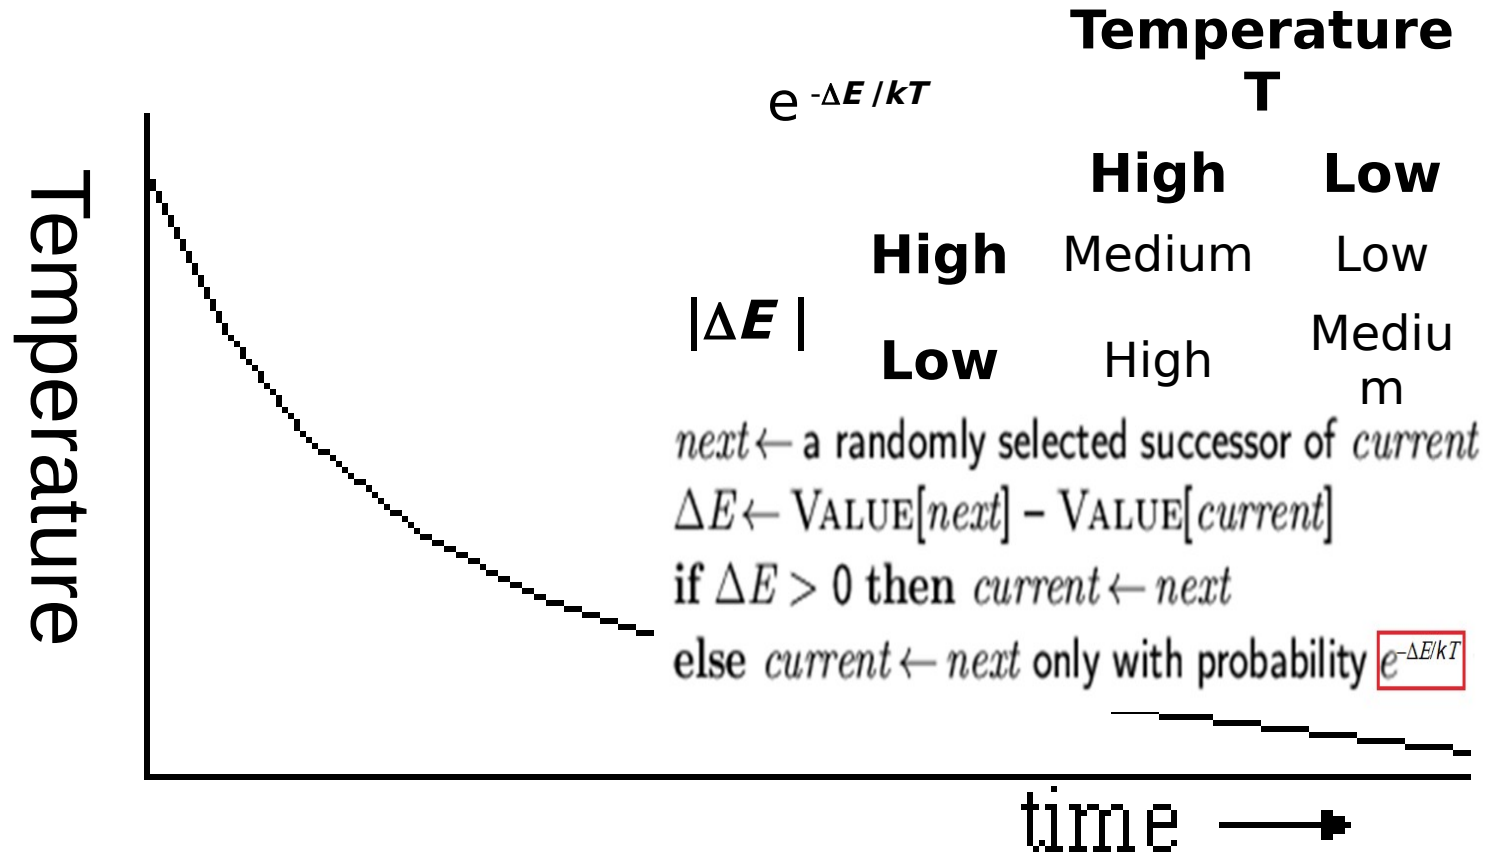 Temperature
T
e -ΔE /kT
High Low
High Medium Low
|ΔE |
Low High Mediu
m
next ← a randomly selected successor of current
ΔE ← VALUE[next] – VALUE[current]
if ΔE > 0 then current ← next
else current ← next only with probability e–ΔE/kT
Temperature
time